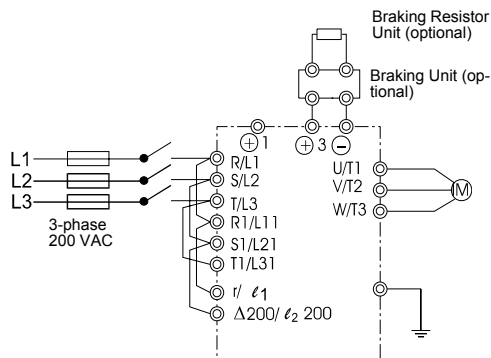 Braking Resistor
Unit (optional)
Braking Unit (op-
tional)
⊕1
⊕3
⊖
L1
L2
L3
3-phase
200 VAC
R/L1
S/L2
T/L3
R1/L11
S1/L21
T1/L31
r/ ℓ1
Δ200/ ℓ2 200
U/T1
V/T2
W/T3
M